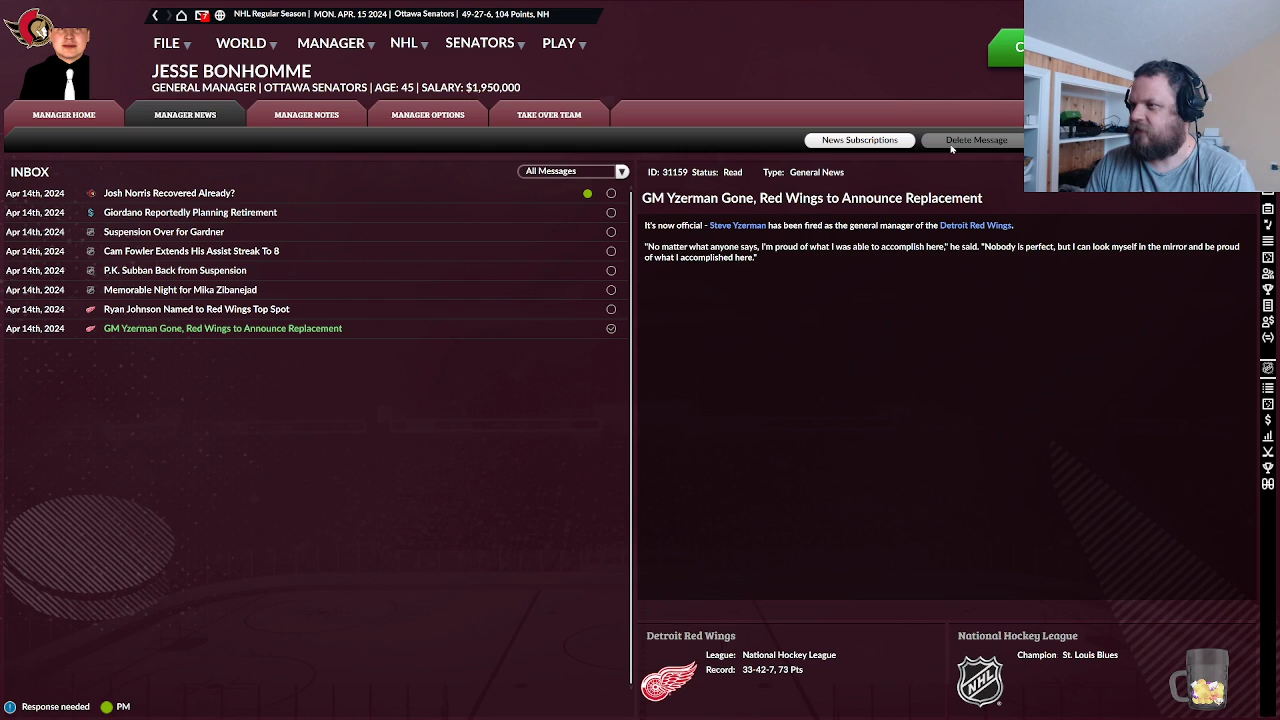 7
NHL Regular Season | MON. APR. 15 2024 | Ottawa Senators | 49-27-6, 104 Points, NH
FILE WORLD MANAGER NHL SENATORS PLAY
C
JESSE BONHOMME
GENERAL MANAGER | OTTAWA SENATORS | AGE: 45 | SALARY: $1,950,000
MANAGER HOME MANAGER NEWS MANAGER NOTES MANAGER OPTIONS TAKE OVER TEAM
News Subscriptions Delete Message
INBOX All Messages
Apr 14th, 2024 Josh Norris Recovered Already?
Apr 14th, 2024 Giordano Reportedly Planning Retirement
Apr 14th, 2024 Suspension Over for Gardner
Apr 14th, 2024 Cam Fowler Extends His Assist Streak To 8
Apr 14th, 2024 P.K. Subban Back from Suspension
Apr 14th, 2024 Memorable Night for Mika Zibanejad
Apr 14th, 2024 Ryan Johnson Named to Red Wings Top Spot
Apr 14th, 2024 GM Yzerman Gone, Red Wings to Announce Replacement
ID: 31159 Status: Read Type: General News
GM Yzerman Gone, Red Wings to Announce Replacement
It's now official - Steve Yzerman has been fired as the general manager of the Detroit Red Wings.
"No matter what anyone says, I'm proud of what I was able to accomplish here," he said. "Nobody is perfect, but I can look myself in the mirror and be proud
of what I accomplished here."
Detroit Red Wings
League: National Hockey League
Record: 33-42-7, 73 Pts
National Hockey League
Champion: St. Louis Blues
NHL
Response needed PM